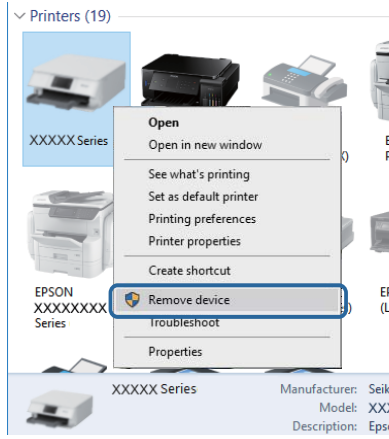 Printers (19)
XXXXX Series
Open
Open in new window
See what's printing
Set as default printer
Printing preferences
Printer properties
Create shortcut
Remove device
Troubleshoot
Properties
EPSON
XXXXXXXX
Series
XXXXX Series
Manufacturer:
Model:
Description: